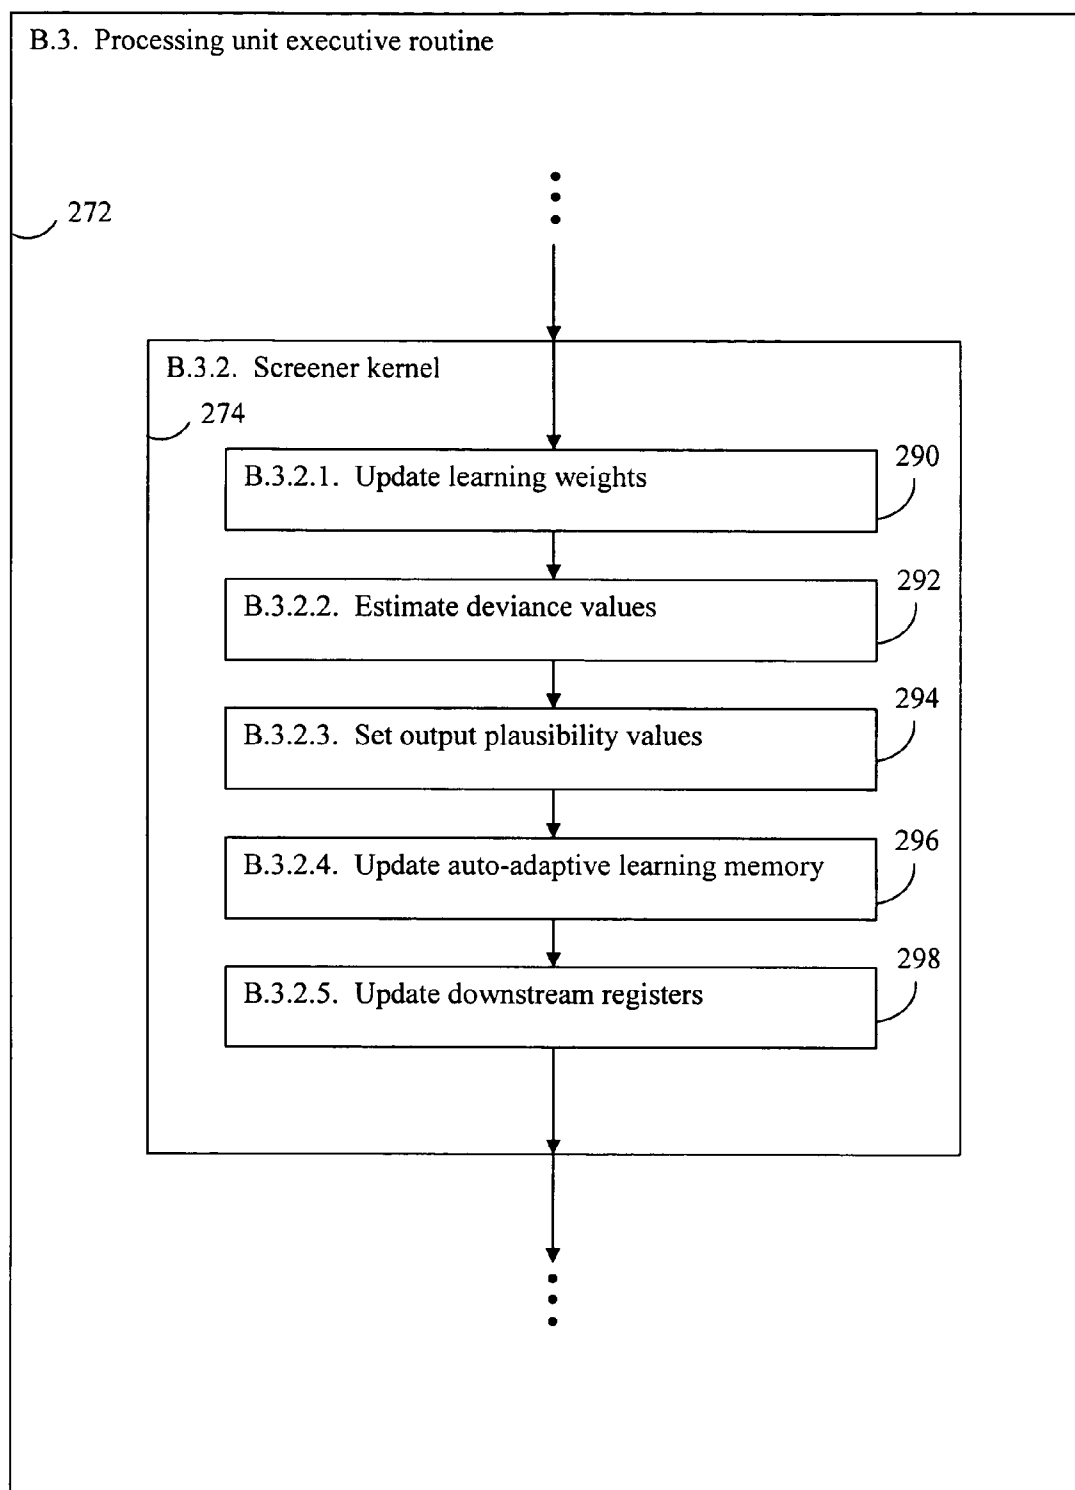 B.3. Processing unit executive routine
272
B.3.2. Screener kernel
274
290
B.3.2.1. Update learning weights
292
B.3.2.2. Estimate deviance values
294
B.3.2.3. Set output plausibility values
296
B.3.2.4. Update auto-adaptive learning memory
298
B.3.2.5. Update downstream registers